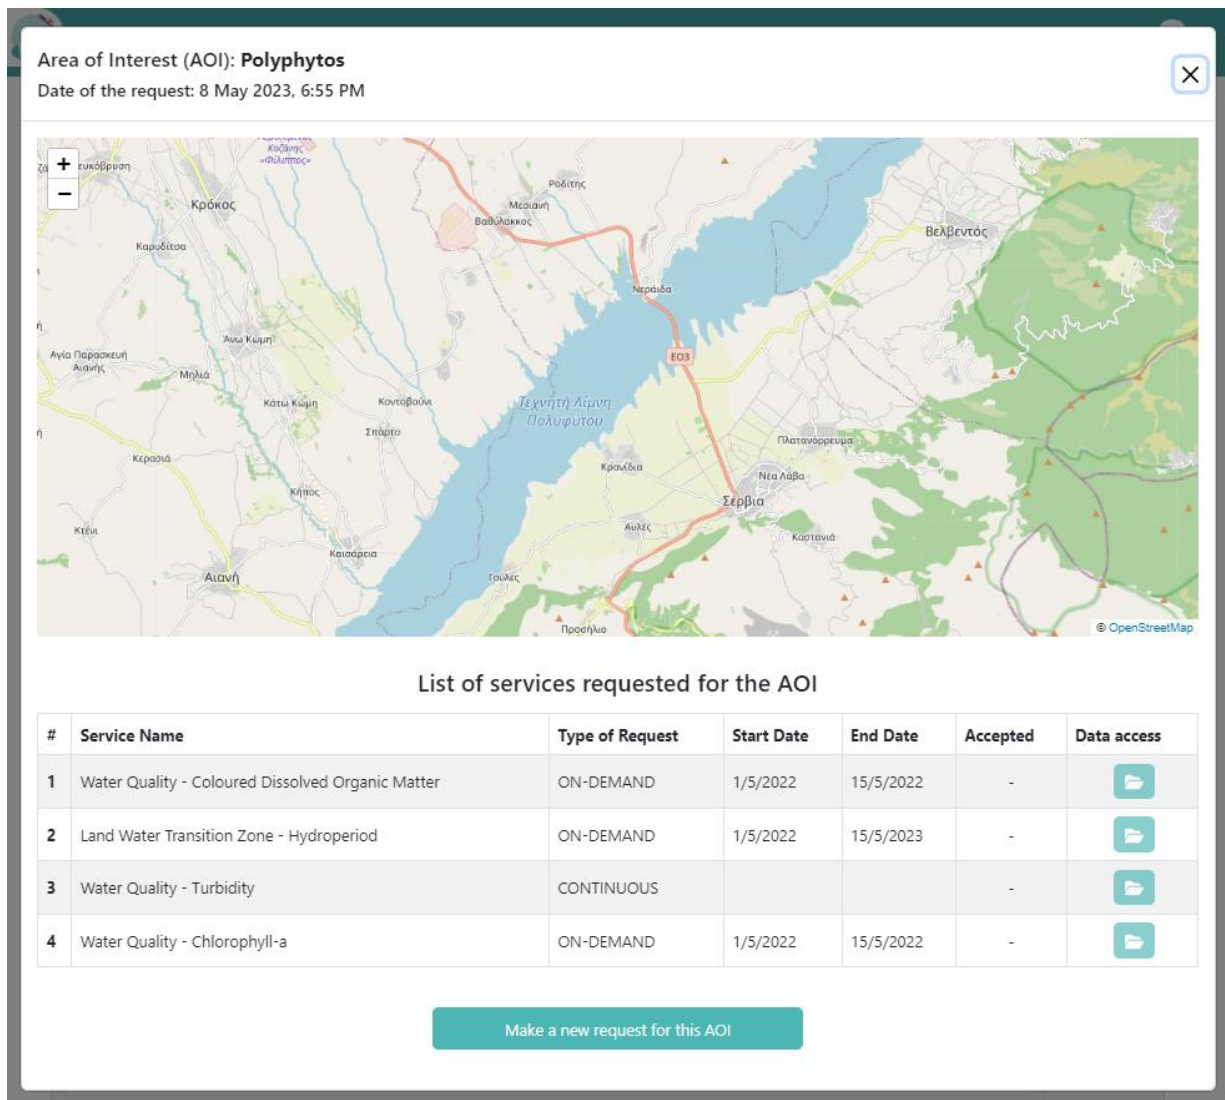 Area of Interest (AOI): Polyphytos
Date of the request: 8 May 2023, 6:55 PM
+
−
Κοζάνης
«Φίλιππος»
Κρόκος
Καρυδίτσα
Ροδίτης
Μεσιανή
Βαθύλακκος
Βελβεντός
Νεράιδα
Άνω Κώμη
E03
Αγία Παρασκευή
Αιανής
Μηλιά
Κάτω Κώμη
Κοντοβούνι
Τεχνητή Λίμνη
Πολυφύτου
Σπάρτο
Πλατανόρρευμα
Κερασιά
Κρανίδια
Νέα Λάβα
Κήπος
Σέρβια
Κτένι
Αυλές
Καστανιά
Καισάρεια
Αιανή
Γούλες
Προσήλιο
© OpenStreetMap
List of services requested for the AOI
# Service Name Type of Request Start Date End Date Accepted Data access
1 Water Quality - Coloured Dissolved Organic Matter ON-DEMAND 1/5/2022 15/5/2022 -
2 Land Water Transition Zone - Hydroperiod ON-DEMAND 1/5/2022 15/5/2023 -
3 Water Quality - Turbidity CONTINUOUS -
4 Water Quality - Chlorophyll-a ON-DEMAND 1/5/2022 15/5/2022 -
Make a new request for this AOI